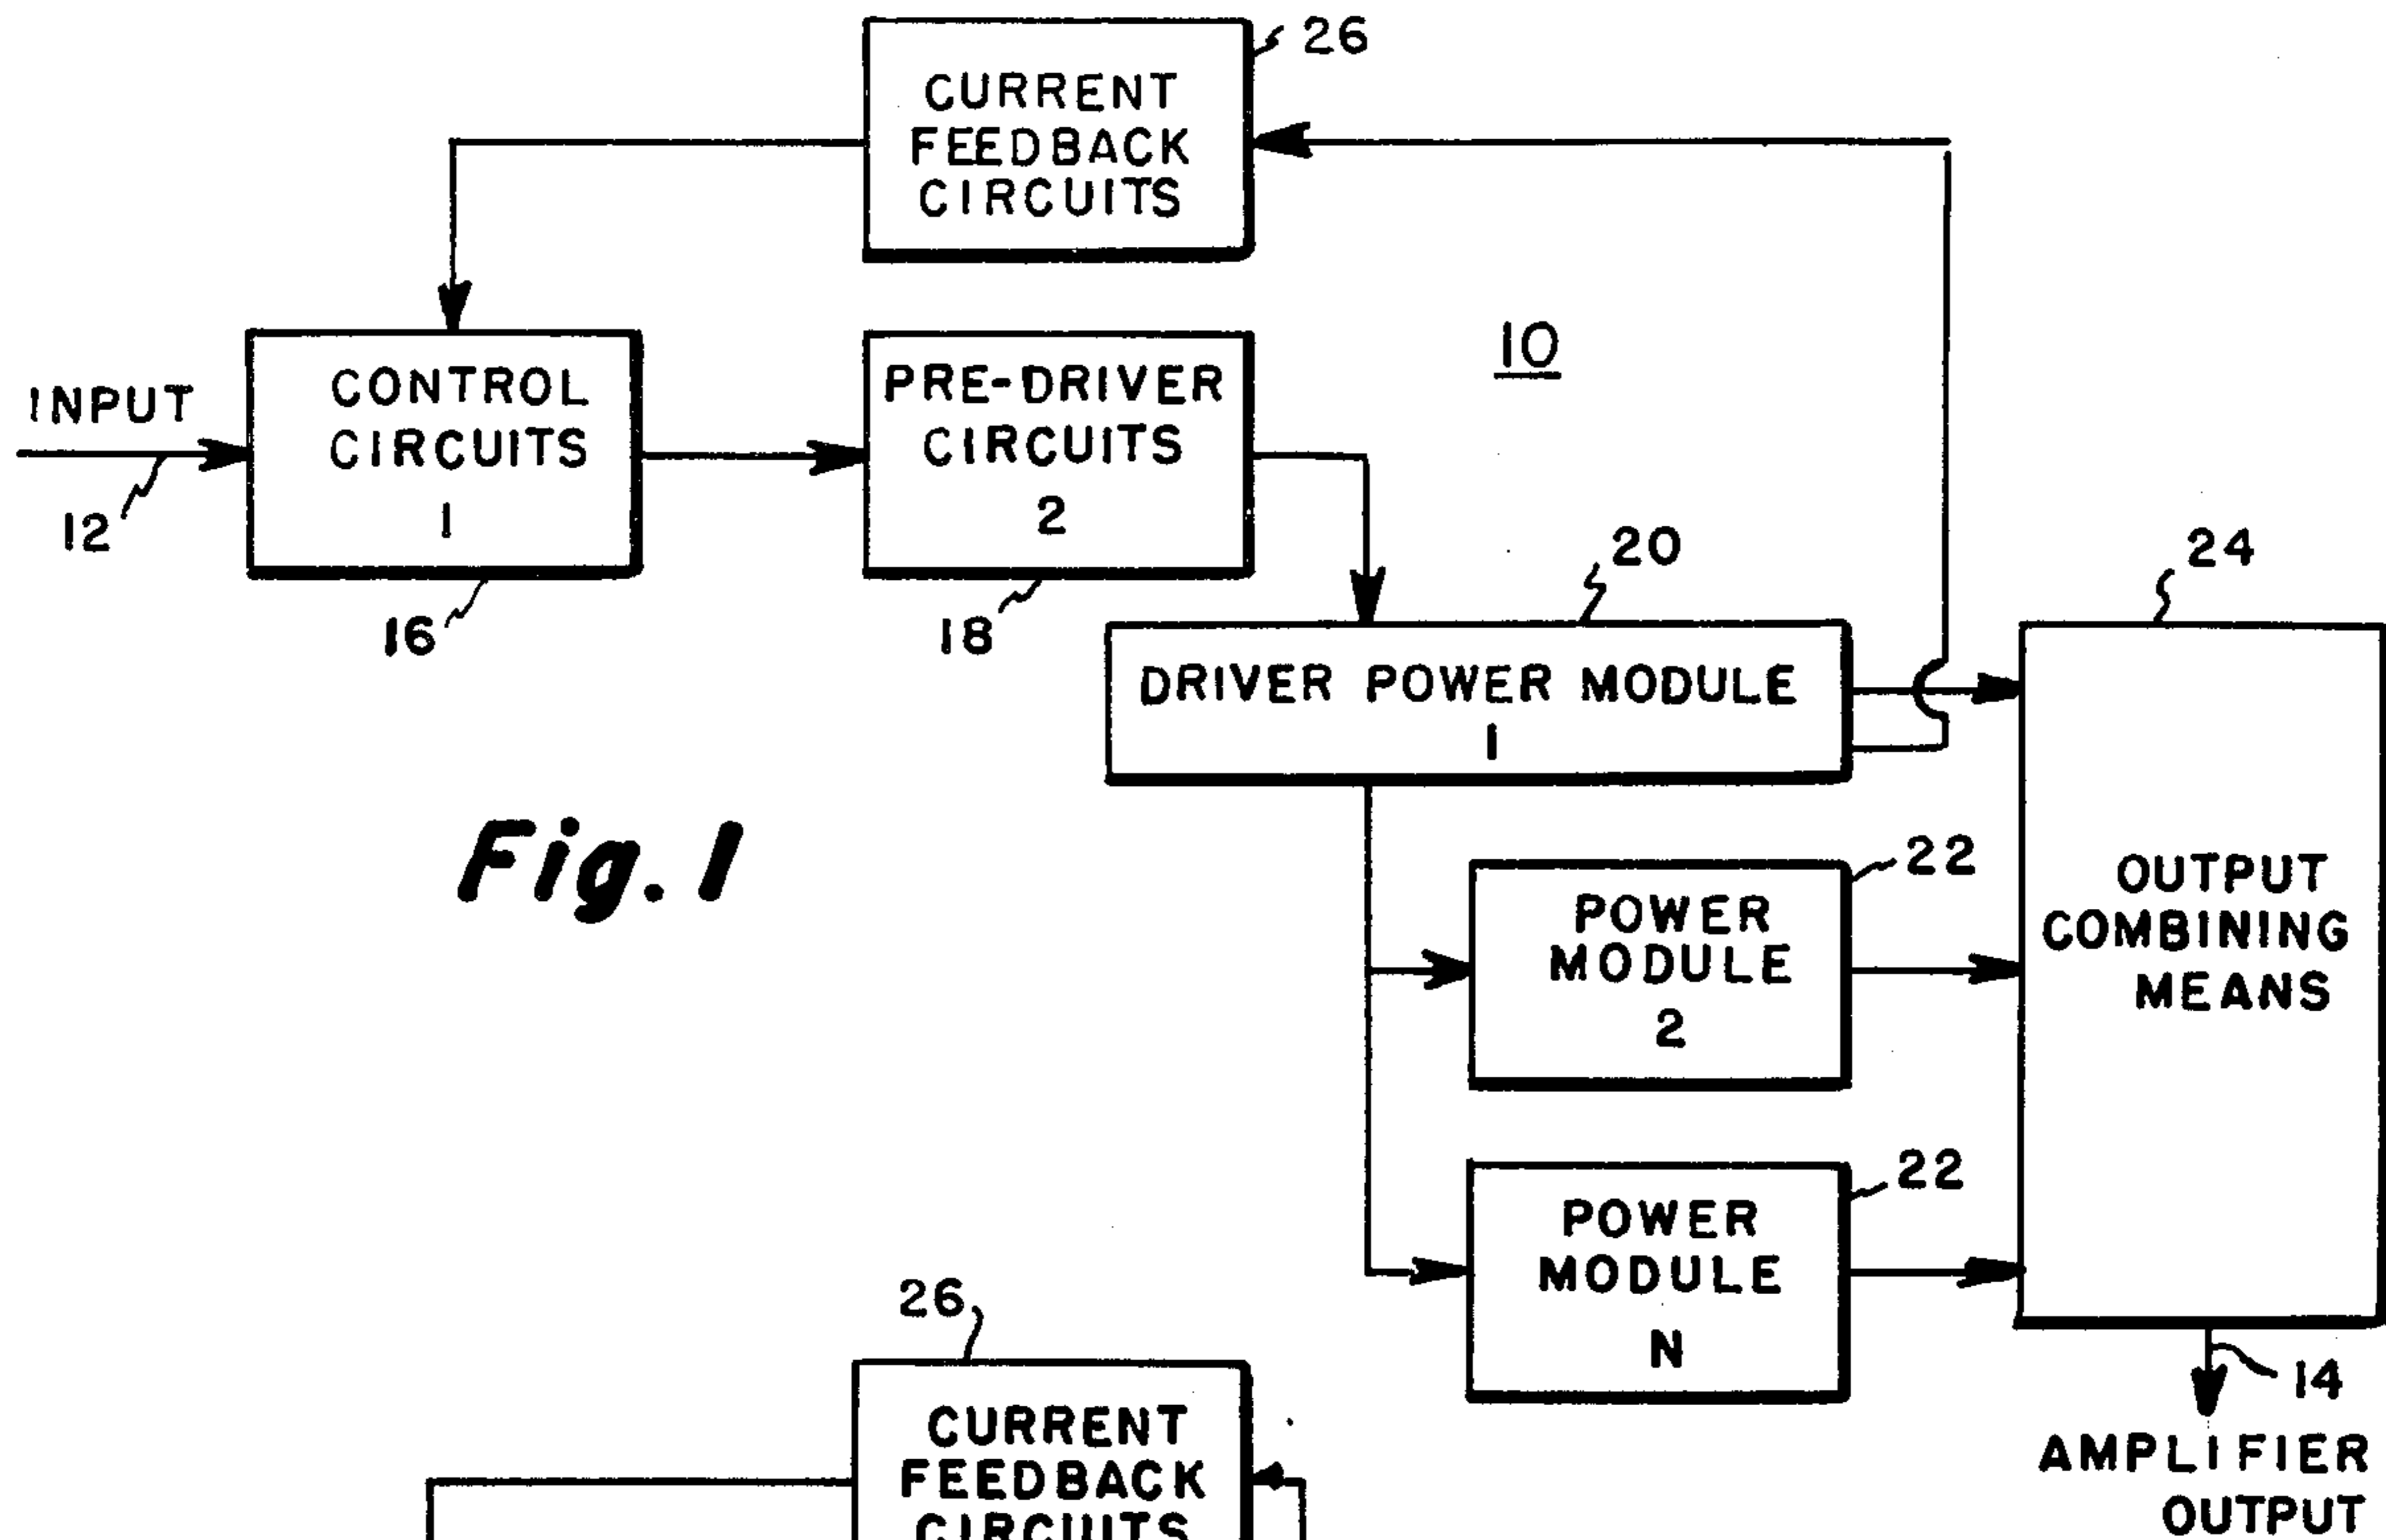 26
CURRENT
FEEDBACK
CIRCUITS
10
INPUT
12
CONTROL
CIRCUITS
1
16
PRE-DRIVER
CIRCUITS
2
18
20
DRIVER POWER MODULE
1
24
OUTPUT
COMBINING
MEANS
Fig. 1
22
POWER
MODULE
2
22
POWER
MODULE
N
14
AMPLIFIER
OUTPUT
26
CURRENT
FEEDBACK
CIRCUITS